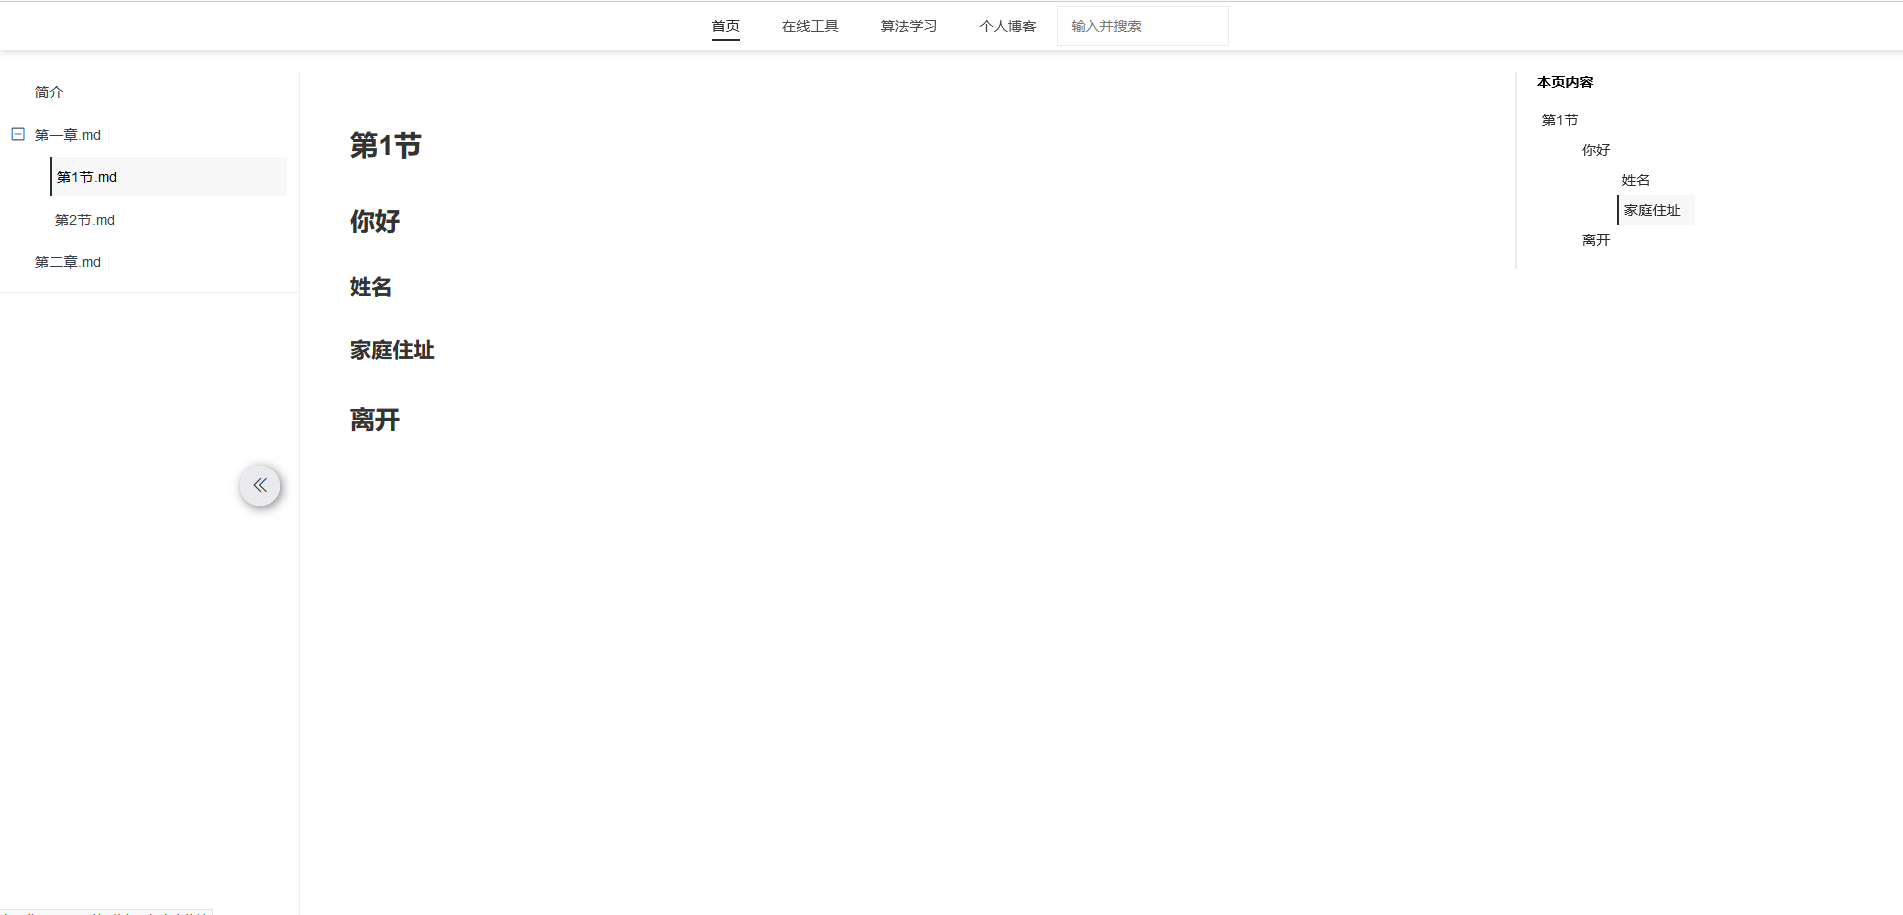 首页 在线工具 算法学习 个人博客 输入并搜索
简介
第一章.md
第1节.md
第2节.md
第二章.md
第1节
你好
姓名
家庭住址
离开
本页内容
第1节
你好
姓名
家庭住址
离开